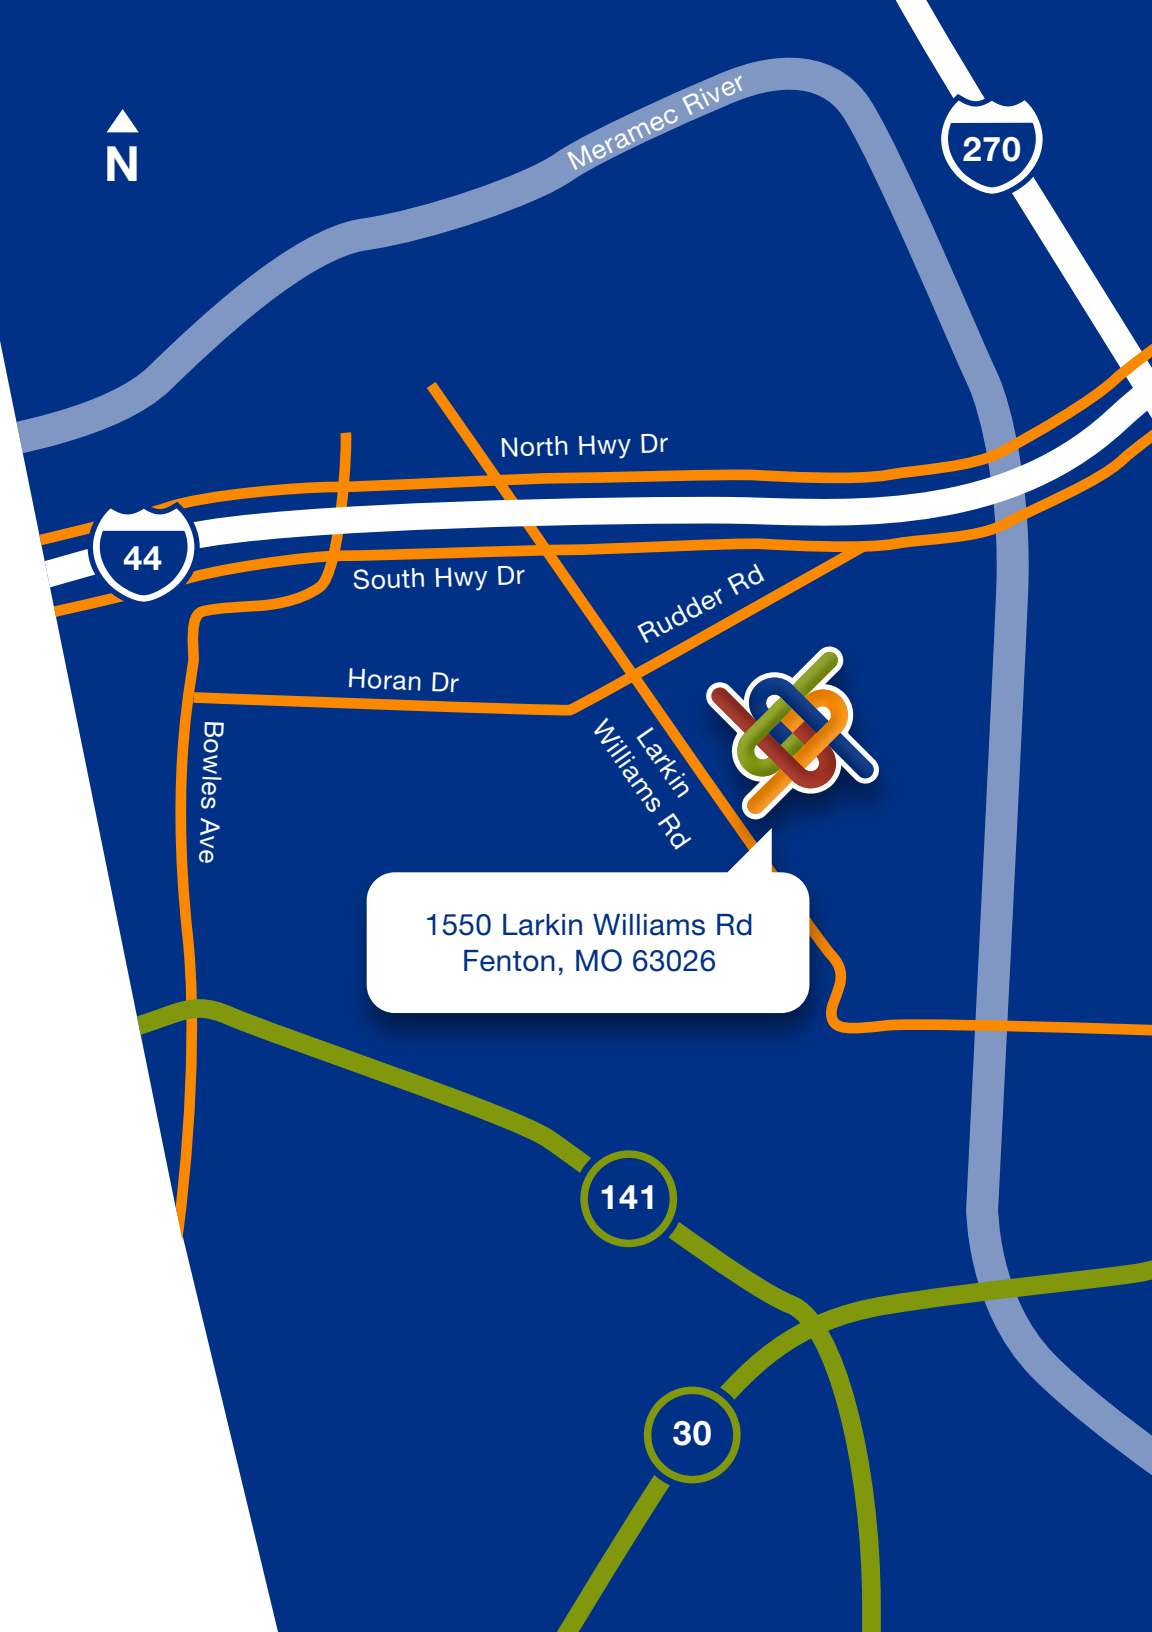 Meramec River
N
270
North Hwy Dr
44
South Hwy Dr
Rudder Rd
Horan Dr
Bowles Ave
Larkin
Williams Rd
1550 Larkin Williams Rd
Fenton, MO 63026
141
30